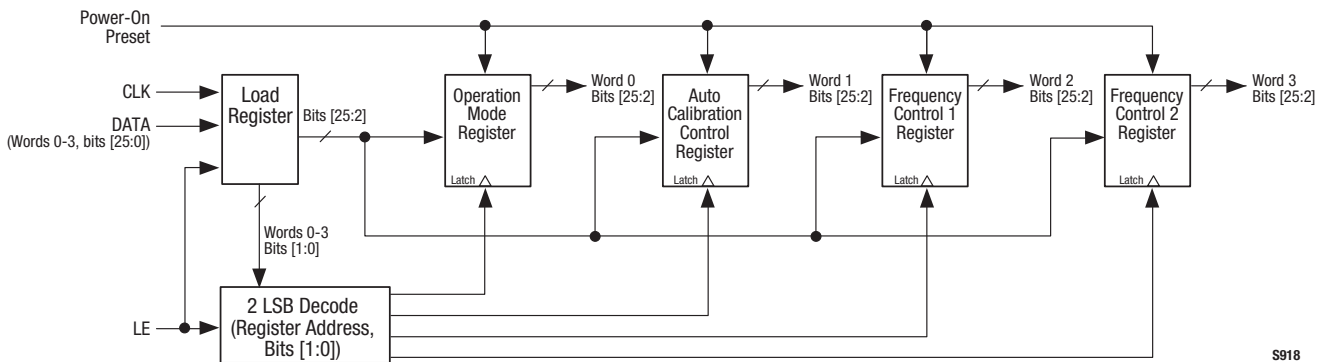 Power-On
Preset
CLK
DATA
(Words 0-3, bits [25:0])
LE
Load
Register
Bits [25:2]
Words 0-3
Bits [1:0]
2 LSB Decode
(Register Address,
Bits [1:0])
Operation
Mode
Register
Latch
Word 0
Bits [25:2]
Auto
Calibration
Control
Register
Latch
Word 1
Bits [25:2]
Frequency
Control 1
Register
Latch
Word 2
Bits [25:2]
Frequency
Control 2
Register
Latch
Word 3
Bits [25:2]
S918